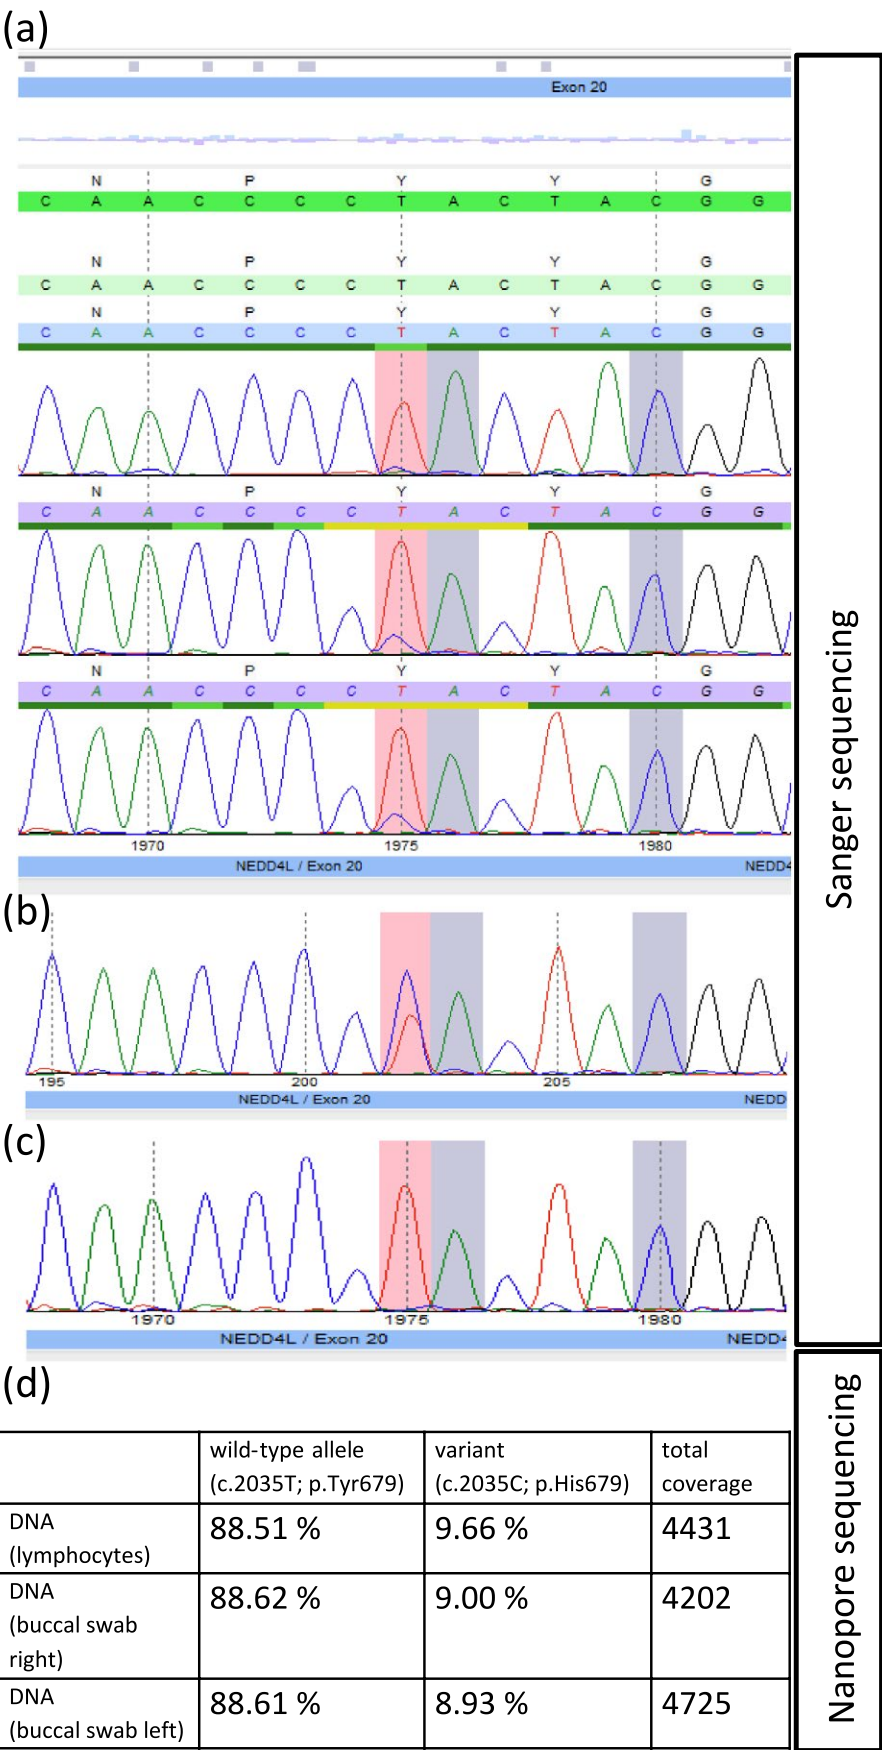 (a)
Exon 20
N P Y Y G
C A A C C C C T A C T A C G G
N P Y Y G
C A A C C C C T A C T A C G G
N P Y Y G
C A A C C C C T A C T A C G G
N P Y Y G
C A A C C C C T A C T A C G G
N P Y Y G
C A A C C C C T A C T A C G G
1970 1975 1980
NEDD4L / Exon 20 NEDD4
(b)
195 200 205
NEDD4L / Exon 20 NEDD
(c)
1970 1975 1980
NEDD4L / Exon 20 NEDD4
Sanger sequencing
(d)
wild-type allele variant total
(c.2035T; p.Tyr679) (c.2035C; p.His679) coverage
DNA 88.51 % 9.66 % 4431
(lymphocytes)
DNA 88.62 % 9.00 % 4202
(buccal swab
right)
DNA 88.61 % 8.93 % 4725
(buccal swab left)
Nanopore sequencing